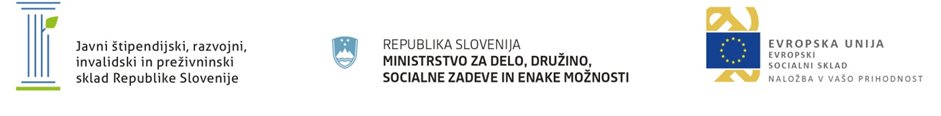 Javni štipendijski, razvojni,
invalidski in preživninski
sklad Republike Slovenije
REPUBLIKA SLOVENIJA
MINISTRSTVO ZA DELO, DRUŽINO,
SOCIALNE ZADEVE IN ENAKE MOŽNOSTI
EVROPSKA UNIJA
EVROPSKI
SOCIALNI SKLAD
NALOŽBA V VAŠO PRIHODNOST